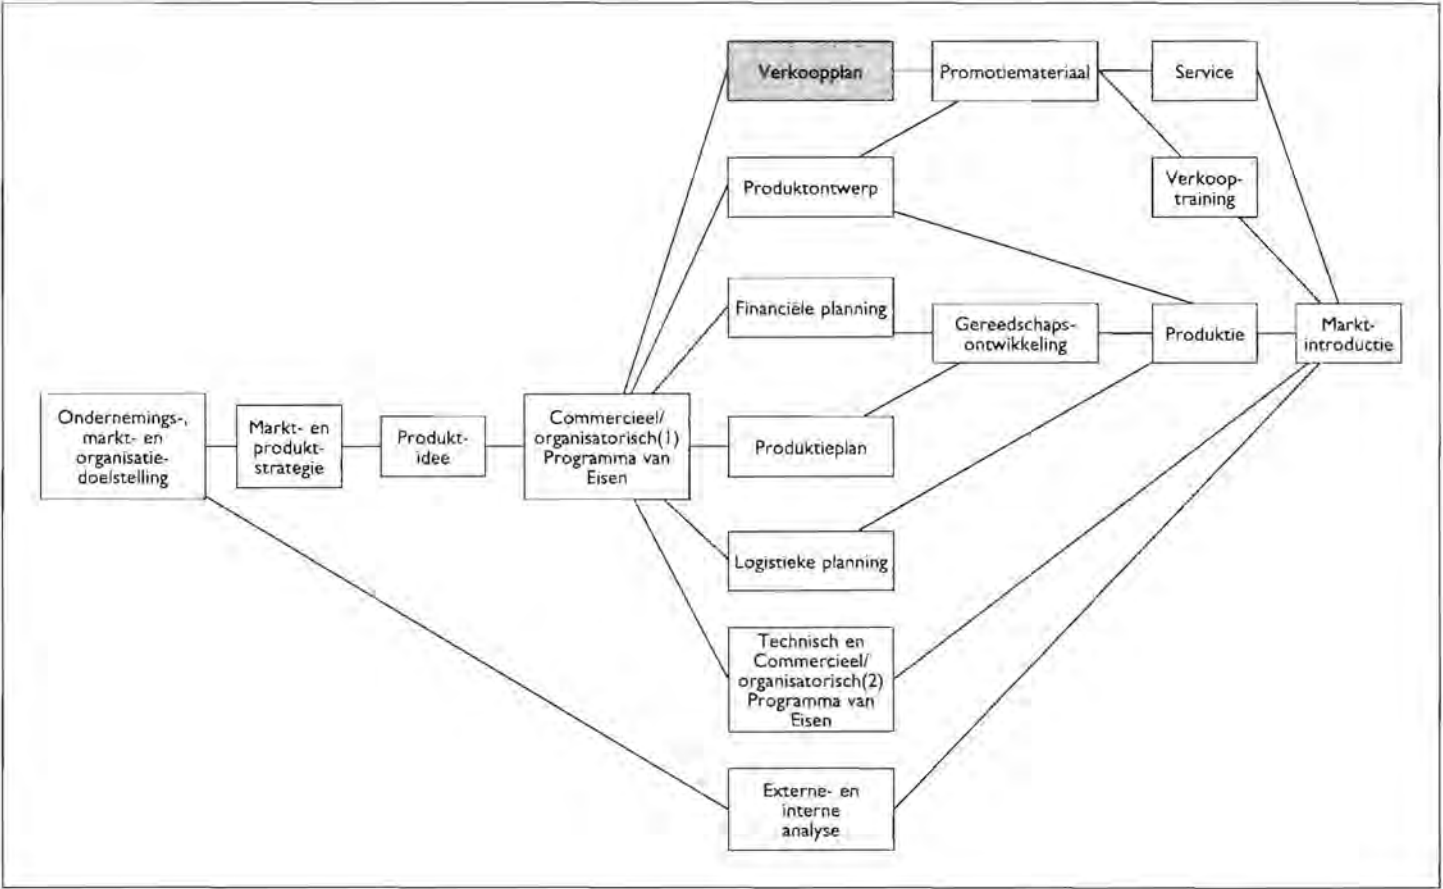 Verkoopplan
Promotiemateriaal
Service
Produktontwerp
Verkoop-
training
Financiële planning
Gereedschaps-
ontwikkeling
Produktie
Markt-
introductie
Ondernemings-,
markt- en
organisatie-
doelstelling
Markt- en
produkt-
strategie
Produkt-
idee
Commercieel/
organisatorisch(1)
Programma van
Eisen
Produktieplan
Logistieke planning
Technisch en
Commercieel/
organisatorisch(2)
Programma van
Eisen
Externe- en
interne
analyse